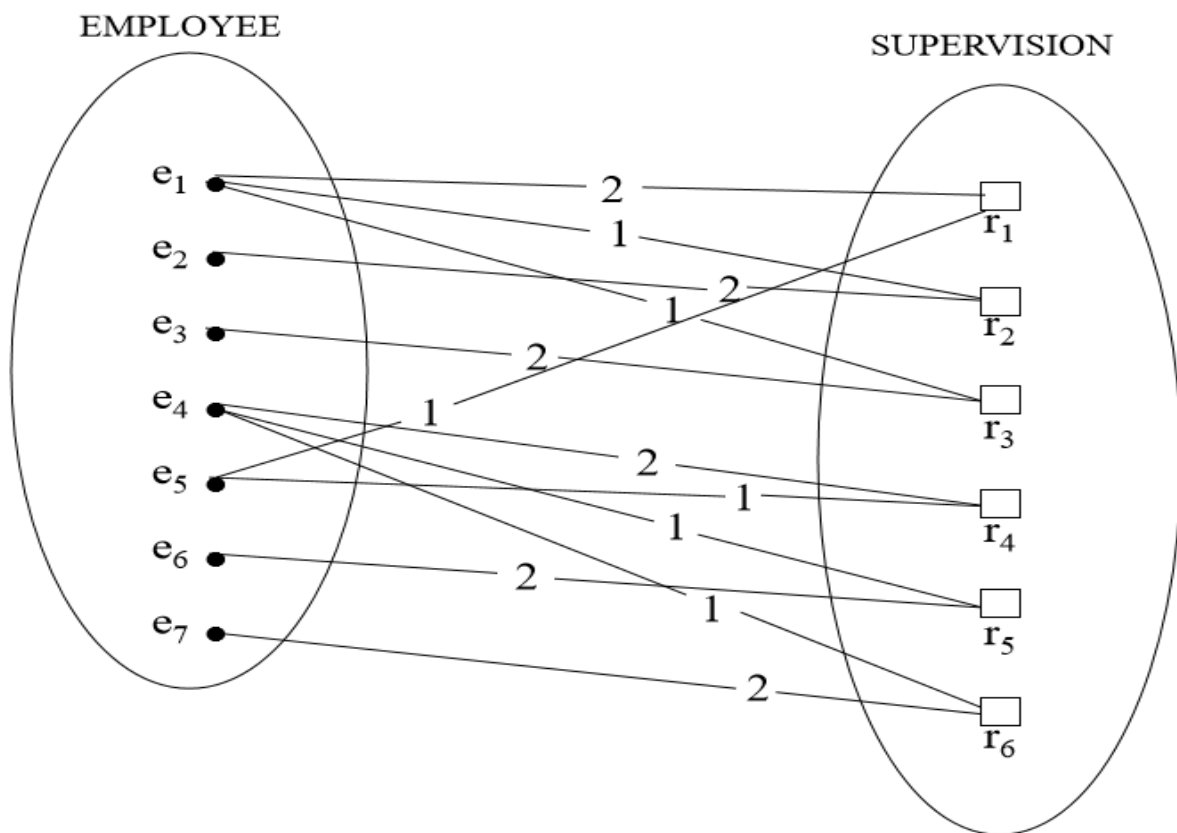 EMPLOYEE
SUPERVISION
e₁
2
r₁
1
e₂
2
r₂
1
e₃
2
r₃
e₄
1
2
r₄
e₅
1
1
e₆
2
r₅
1
e₇
2
r₆